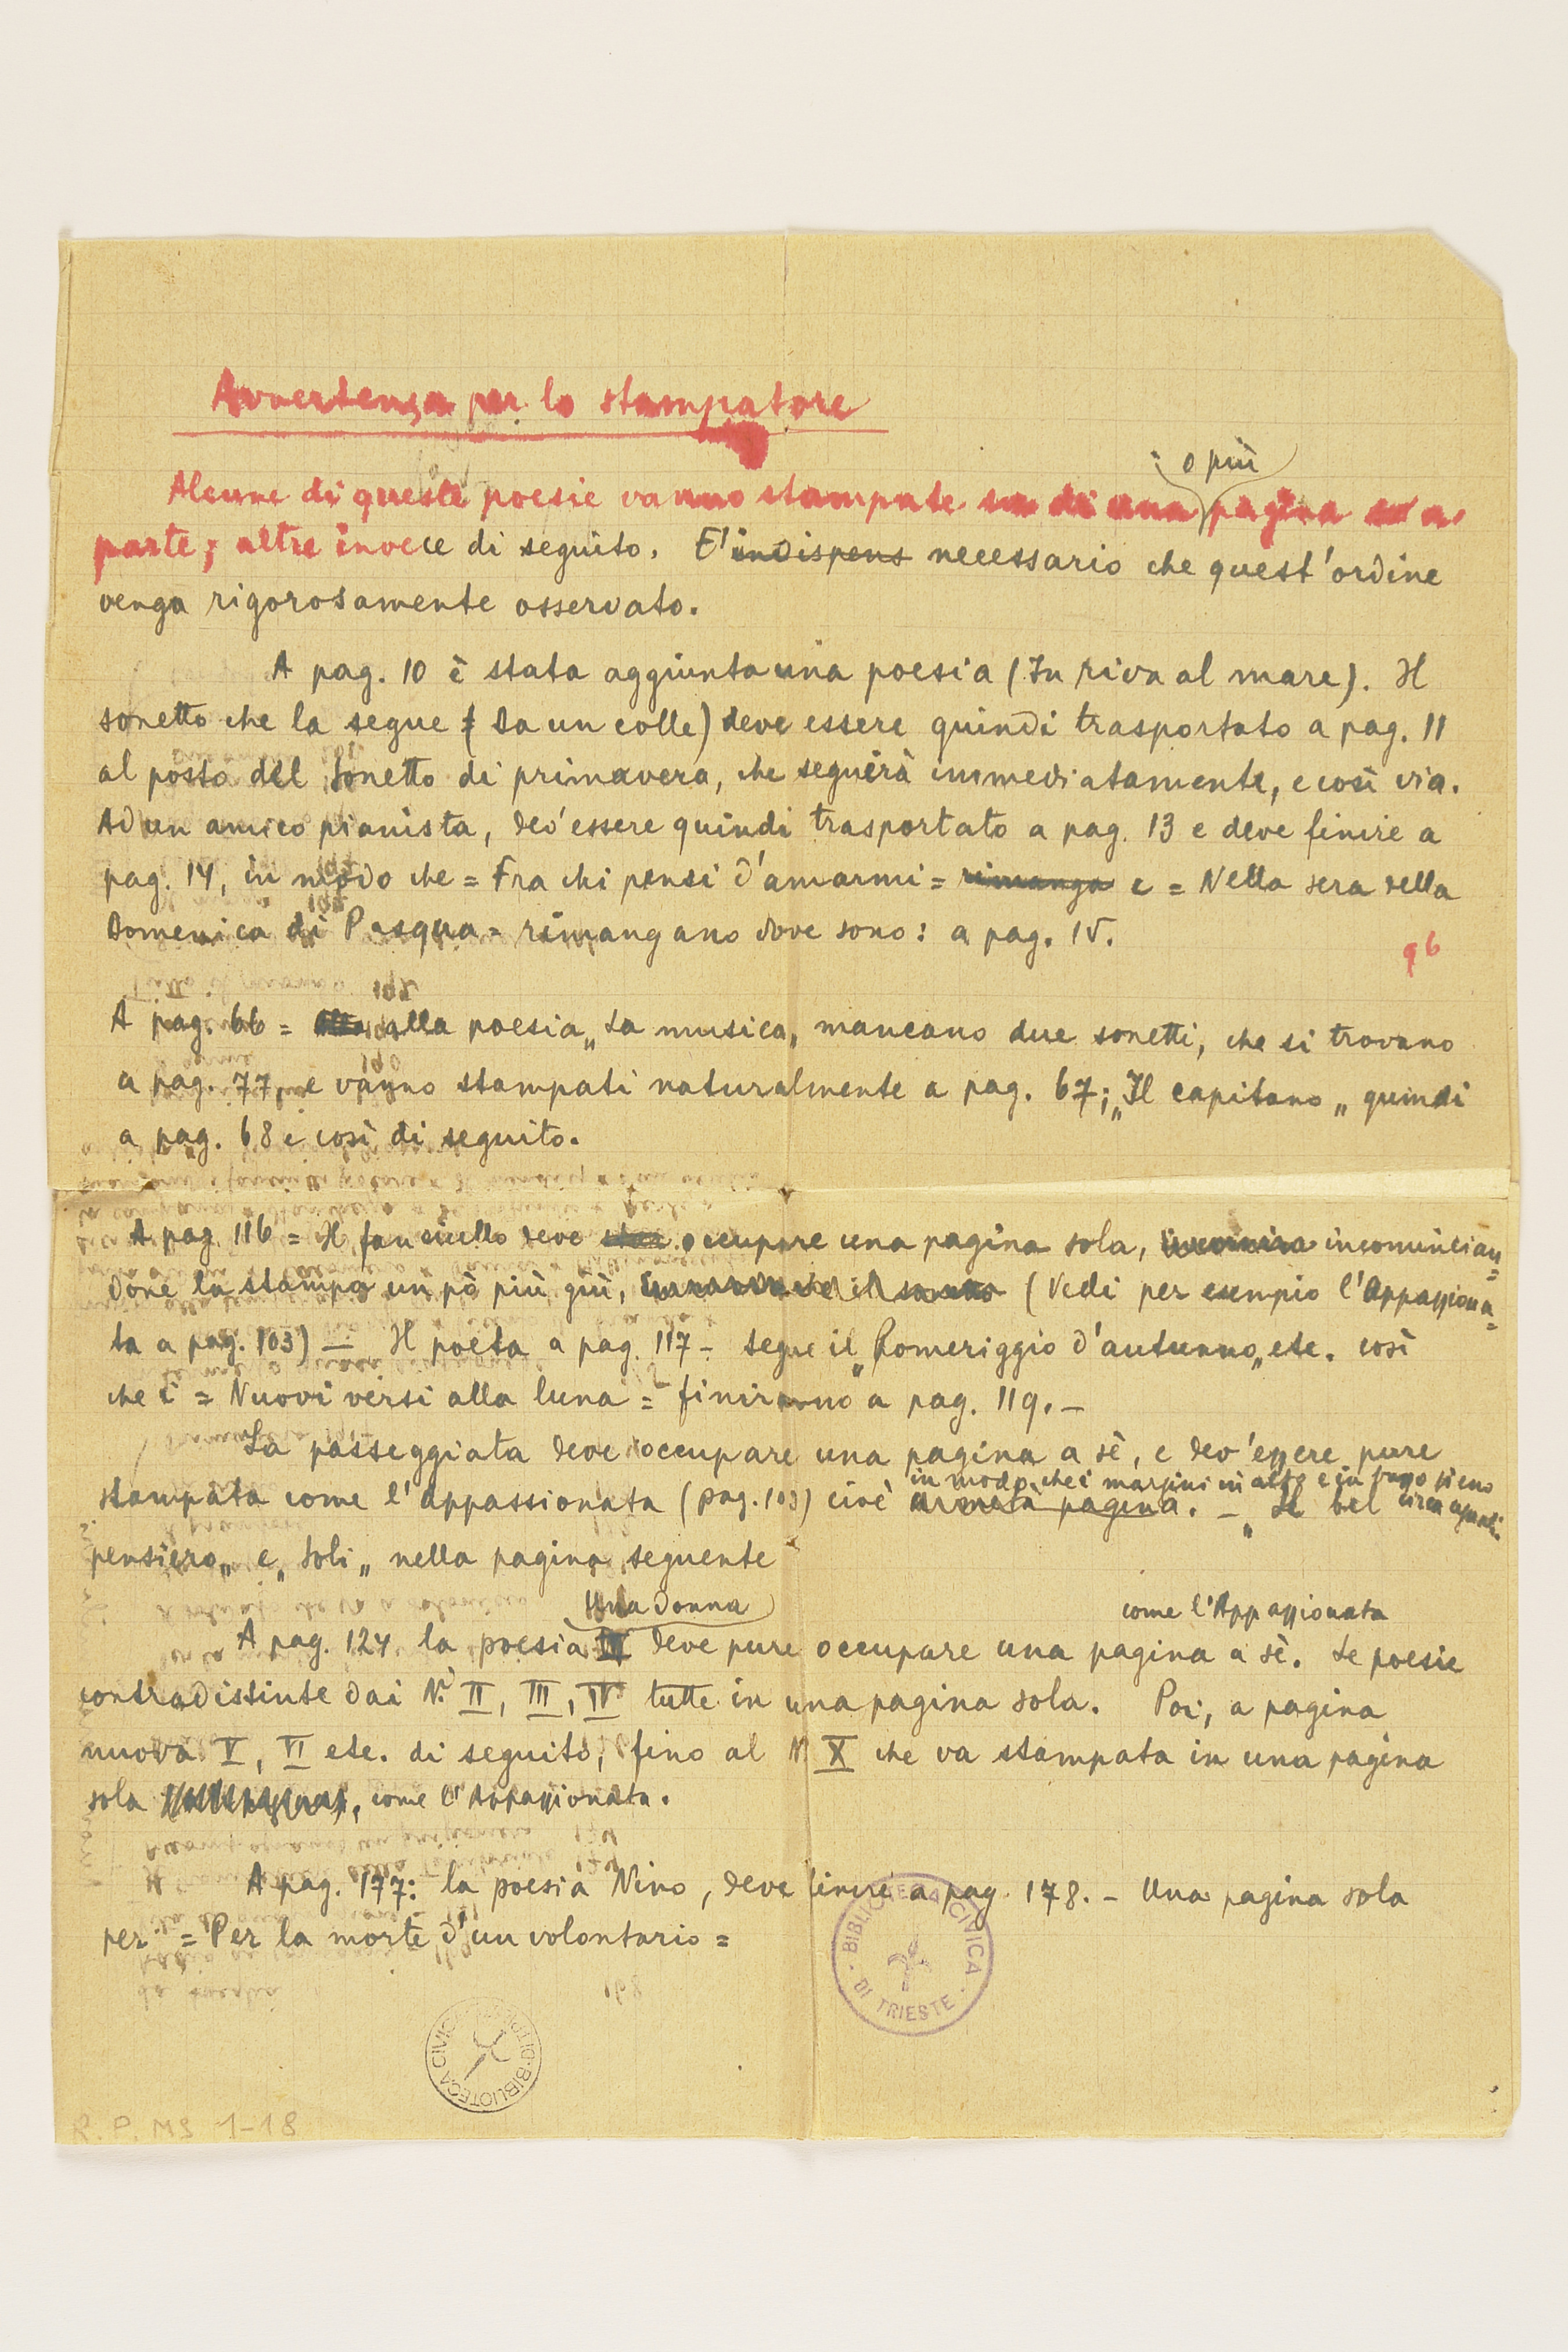 Avvertenza per lo stampatore
o più
Alcune di queste poesie vanno stampate su di una pagina a
parte; altre invece di seguito. E' indispens necessario che quest'ordine
venga rigorosamente osservato.
A pag. 10 è stata aggiunta una poesia (In riva al mare). Il
sonetto che la segue (Da un colle) deve essere quindi trasportato a pag. 11
al posto del Sonetto di primavera, che seguirà immediatamente, e così via.
Ad un amico pianista, dev'essere quindi trasportato a pag. 13 e deve finire a
pag. 14, in modo che = Fra chi pensi d'amarmi = rimanga e = Nella sera della
Domenica di Pasqua = rimangano dove sono: a pag. 15.
96
A pag. 66 = alla poesia „La musica„ mancano due sonetti, che si trovano
a pag. 77, e vanno stampati naturalmente a pag. 67; „Il capitano„ quindi
a pag. 68 e così di seguito.
A pag 116 = Il fanciullo deve occupare una pagina sola, incomincian=
done la stampa un pò più giù, (Vedi per esempio l'Appassiona=
ta a pag. 103) — Il poeta a pag. 117 – segue il „Pomeriggio d'autunno„ etc. così
che i = Nuovi versi alla luna = finiranno a pag. 119. –
La passeggiata deve occupare una pagina a sè, e dev'essere pure
in modo che i margini in alto e in basso sieno
stampata come l'appassionata (pag. 103) cioè a metà pagina. – „Il bel circa uguali
pensiero„ e „Soli„ nella pagina seguente
Una donna
come l'Appassionata
A pag. 124 la poesia deve pure occupare una pagina a sè. Le poesie
contradistinte dai N.i II, III, IV tutte in una pagina sola. Poi, a pagina
nuova V, VI etc. di seguito, fino al N. X che va stampata in una pagina
sola come l'Appassionata.
A pag. 177: la poesia Nino, deve finire a pag. 178. – Una pagina sola
per = Per la morte d'un volontario =
BIBLIOTECA CIVICA · DI TRIESTE ·
BIBLIOTECA CIVICA
R. P. MS 1-18